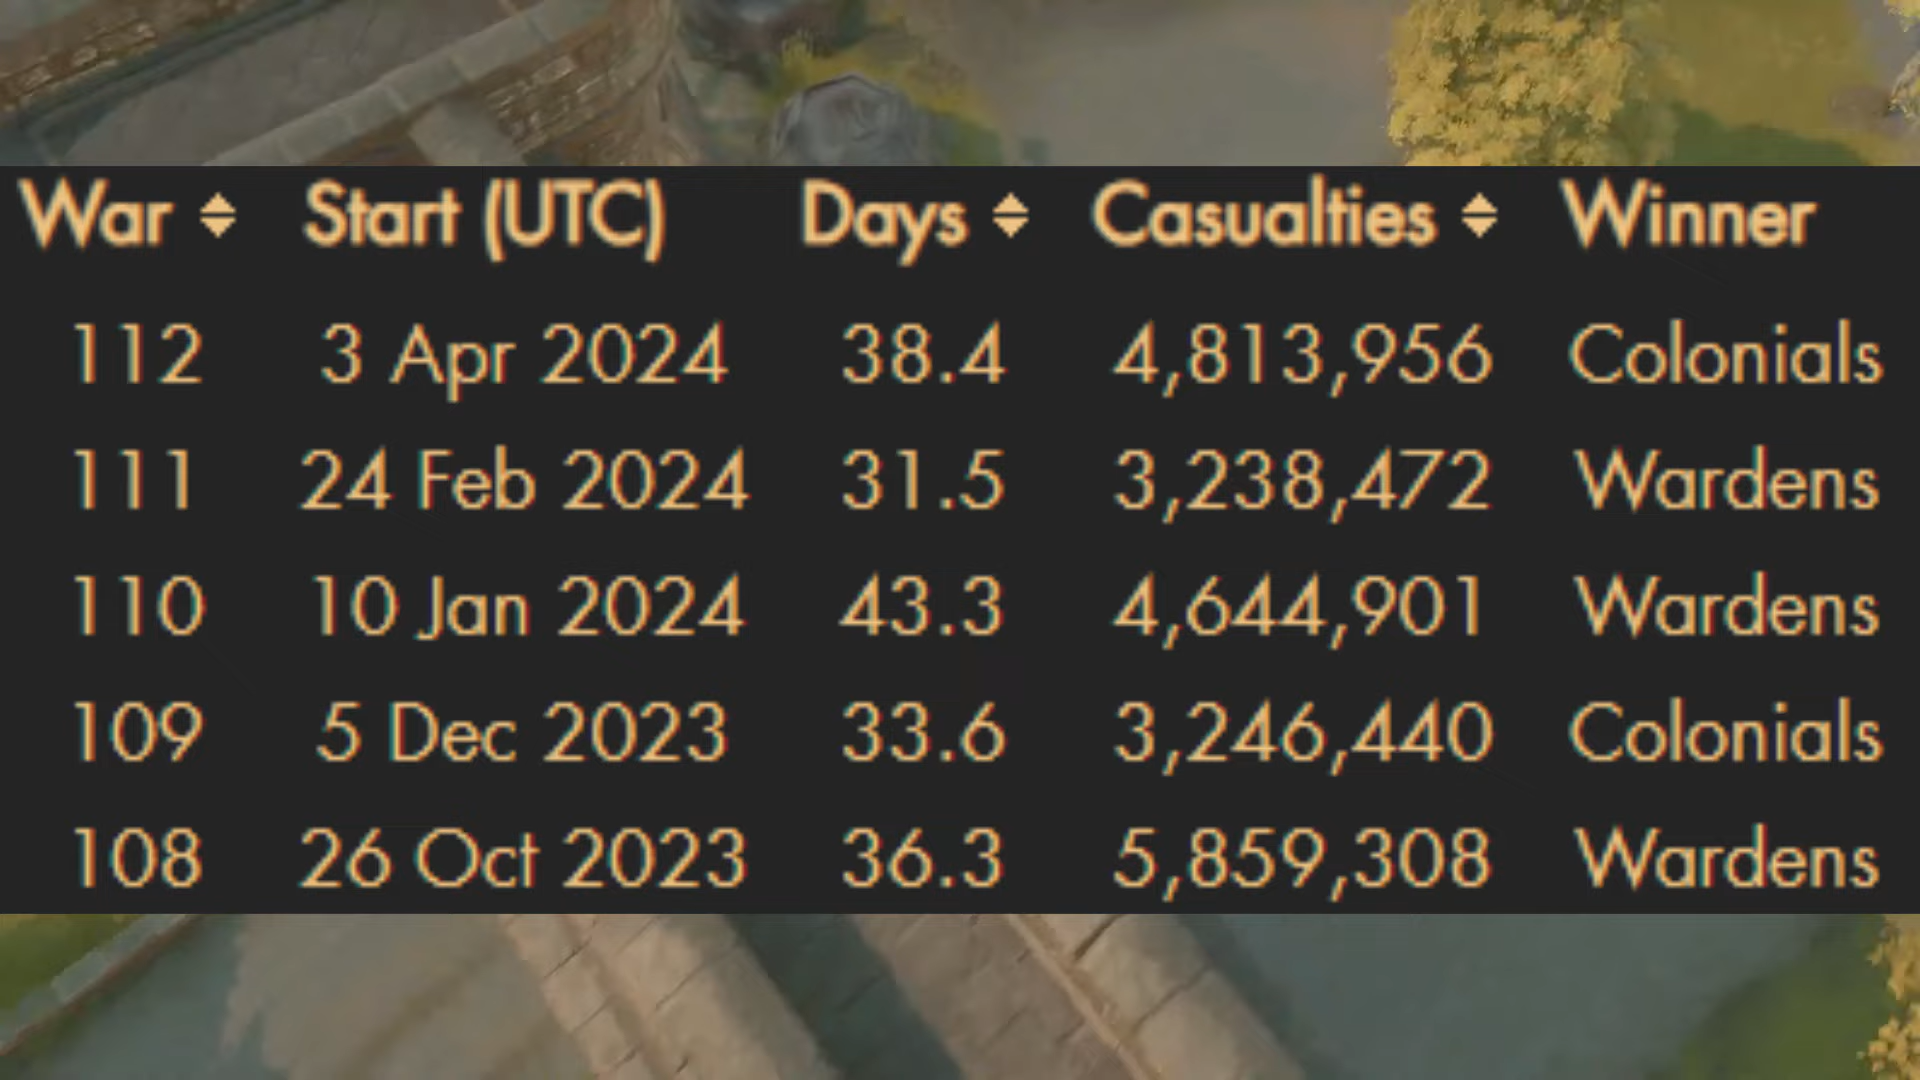 War Start (UTC) Days Casualties Winner
112 3 Apr 2024 38.4 4,813,956 Colonials
111 24 Feb 2024 31.5 3,238,472 Wardens
110 10 Jan 2024 43.3 4,644,901 Wardens
109 5 Dec 2023 33.6 3,246,440 Colonials
108 26 Oct 2023 36.3 5,859,308 Wardens